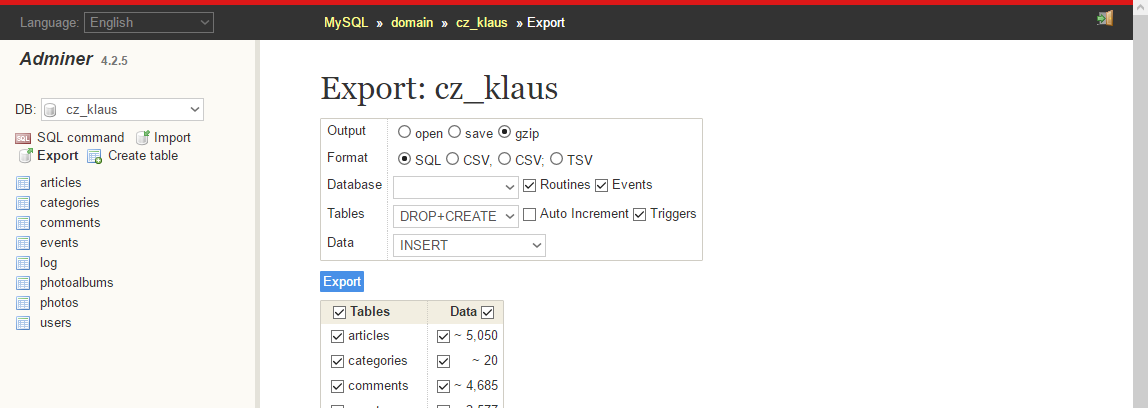 Language: English
MySQL » domain » cz_klaus » Export
Adminer 4.2.5
DB: cz_klaus
SQL SQL command Import
Export Create table
articles
categories
comments
events
log
photoalbums
photos
users
Export: cz_klaus
Output open save gzip
Format SQL CSV, CSV; TSV
Database Routines Events
Tables DROP+CREATE Auto Increment Triggers
Data INSERT
Export
Tables Data
articles ~ 5,050
categories ~ 20
comments ~ 4,685